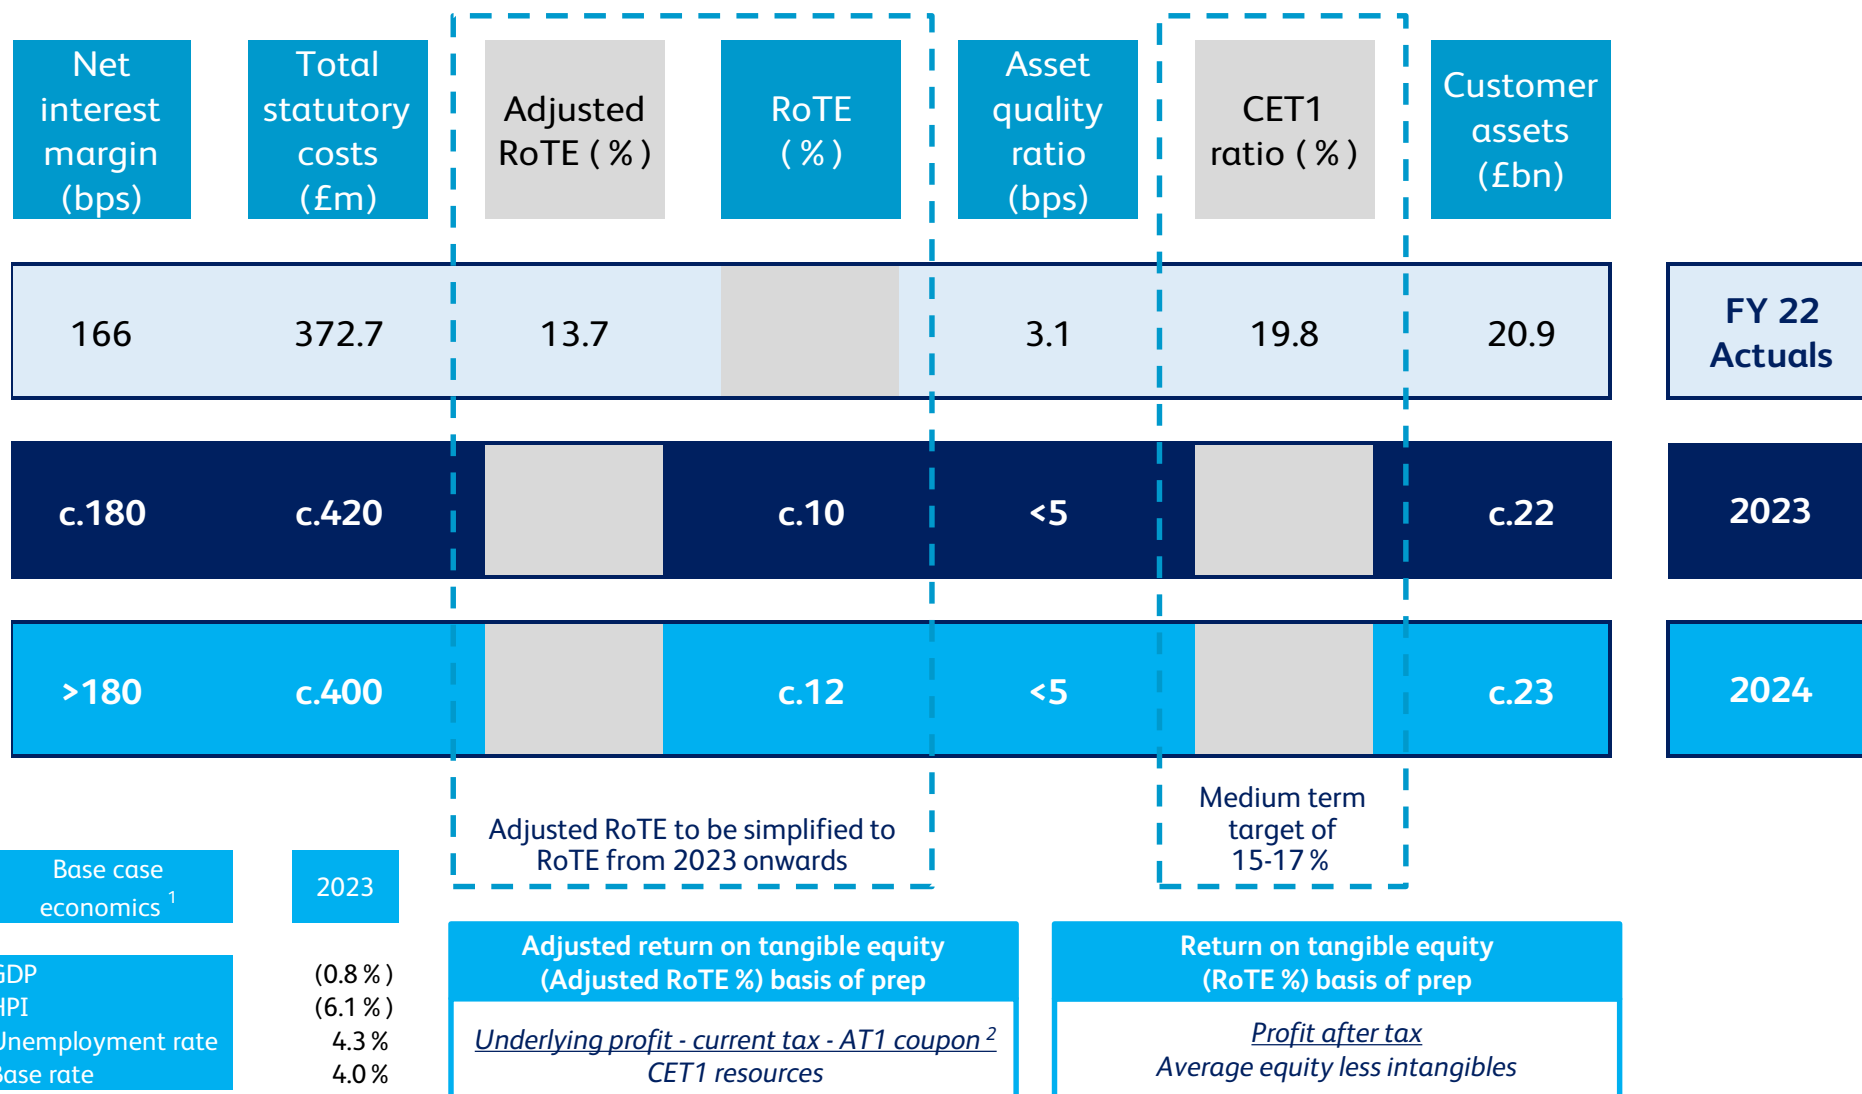 Net
interest
margin
(bps)
Total
statutory
costs
(£m)
Adjusted
RoTE (%)
RoTE
(%)
Asset
quality
ratio
(bps)
CET1
ratio (%)
Customer
assets
(£bn)
166 372.7 13.7 3.1 19.8 20.9
FY 22
Actuals
c.180 c.420 c.10 <5 c.22 2023
>180 c.400 c.12 <5 c.23 2024
Adjusted RoTE to be simplified to
RoTE from 2023 onwards
Medium term
target of
15-17%
Base case
economics 1
2023
GDP (0.8%)
HPI (6.1%)
Unemployment rate 4.3%
Base rate 4.0%
Adjusted return on tangible equity
(Adjusted RoTE %) basis of prep
Underlying profit - current tax - AT1 coupon 2
CET1 resources
Return on tangible equity
(RoTE %) basis of prep
Profit after tax
Average equity less intangibles